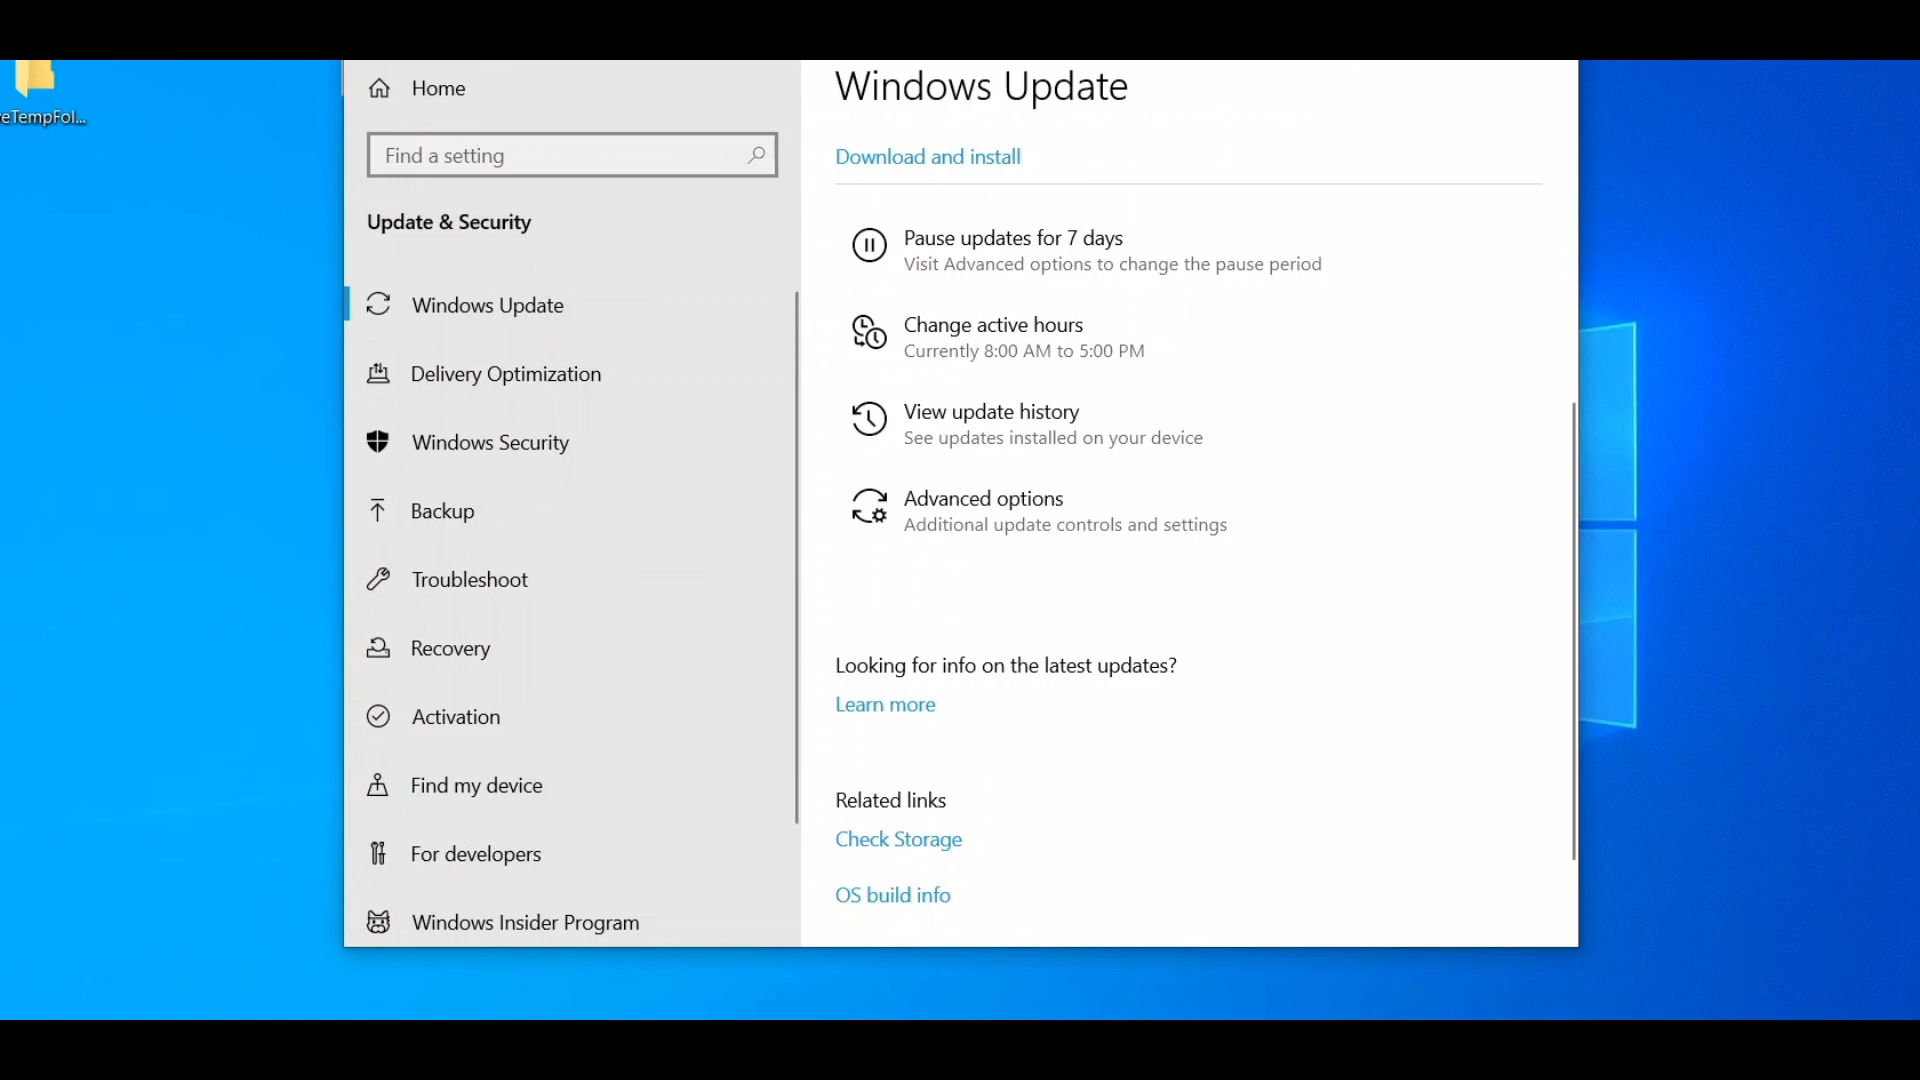 eTempFol...
Home
Find a setting
Update & Security
Windows Update
Delivery Optimization
Windows Security
Backup
Troubleshoot
Recovery
Activation
Find my device
For developers
Windows Insider Program
Windows Update
Download and install
Pause updates for 7 days
Visit Advanced options to change the pause period
Change active hours
Currently 8:00 AM to 5:00 PM
View update history
See updates installed on your device
Advanced options
Additional update controls and settings
Looking for info on the latest updates?
Learn more
Related links
Check Storage
OS build info